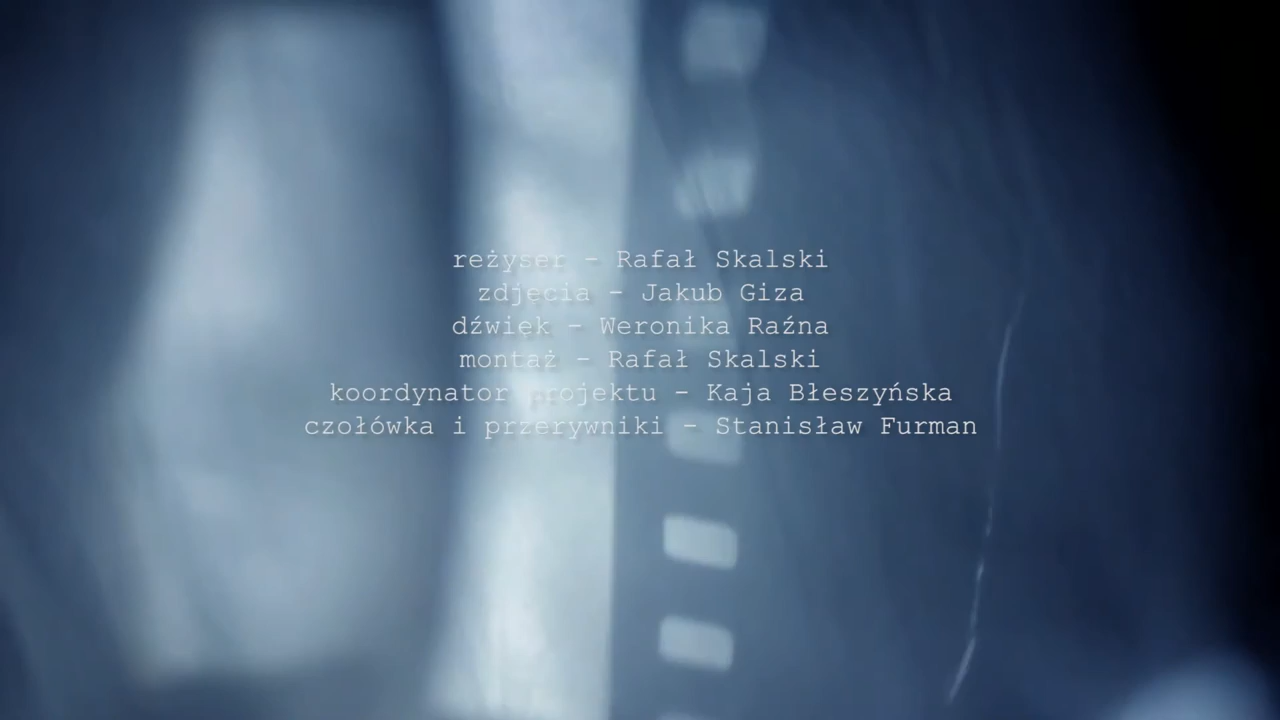 reżyser - Rafał Skalski
zdjęcia - Jakub Giza
dźwięk - Weronika Raźna
montaż - Rafał Skalski
koordynator projektu - Kaja Błeszyńska
czołówka i przerywniki - Stanisław Furman